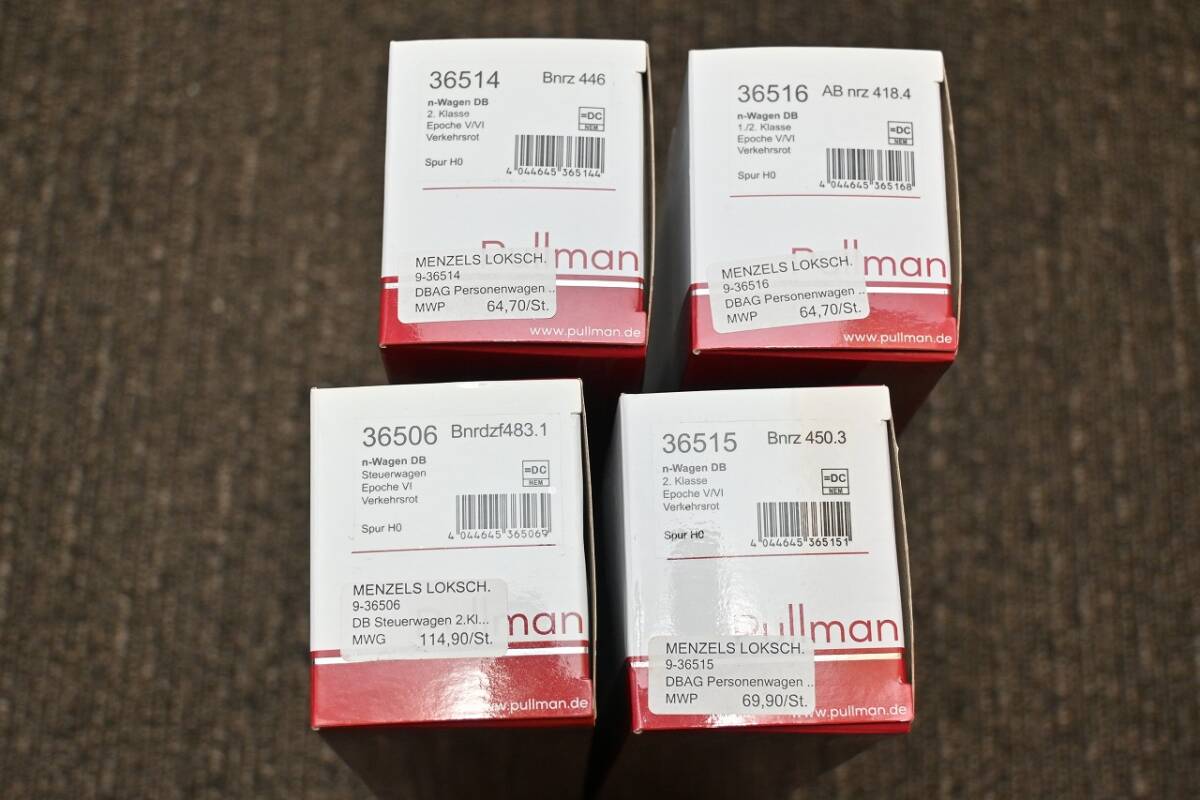 36514 Bnrz 446
n-Wagen DB
2. Klasse
Epoche V/VI
Verkehrsrot
=DC
NEM
Spur H0
4 044645 365144
Pullman
MENZELS LOKSCH.
9-36514
DBAG Personenwagen ..
MWP 64,70/St.
www.pullman.de
36516 AB nrz 418.4
n-Wagen DB
1./2. Klasse
Epoche V/VI
Verkehrsrot
=DC
NEM
Spur H0
4 044645 365168
Pullman
MENZELS LOKSCH.
9-36516
DBAG Personenwagen ..
MWP 64,70/St.
www.pullman.de
36506 Bnrdzf483.1
n-Wagen DB
Steuerwagen
Epoche VI
Verkehrsrot
=DC
NEM
Spur H0
4 044645 365069
MENZELS LOKSCH.
9-36506
DB Steuerwagen 2.Kl...
MWG 114,90/St.
man
www.pullman.de
36515 Bnrz 450.3
n-Wagen DB
2. Klasse
Epoche V/VI
Verkehrsrot
=DC
NEM
Spur H0
4 044645 365151
Pullman
MENZELS LOKSCH.
9-36515
DBAG Personenwagen ..
MWP 69,90/St.
www.pullman.de